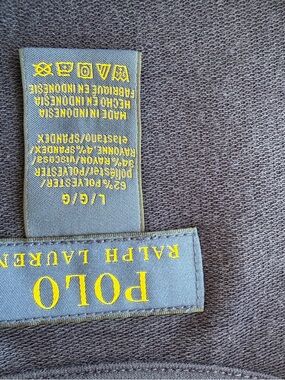 POLO
RALPH LAUREN
L/G/G
62% POLYESTER/
poliéster/POLYESTER
34% RAYON/viscosa/
RAYONNE, 4% SPANDEX/
elastano/SPANDEX
MADE IN INDONESIA
HECHO EN INDONESIA
FABRIQUÉ EN INDONÉSIE